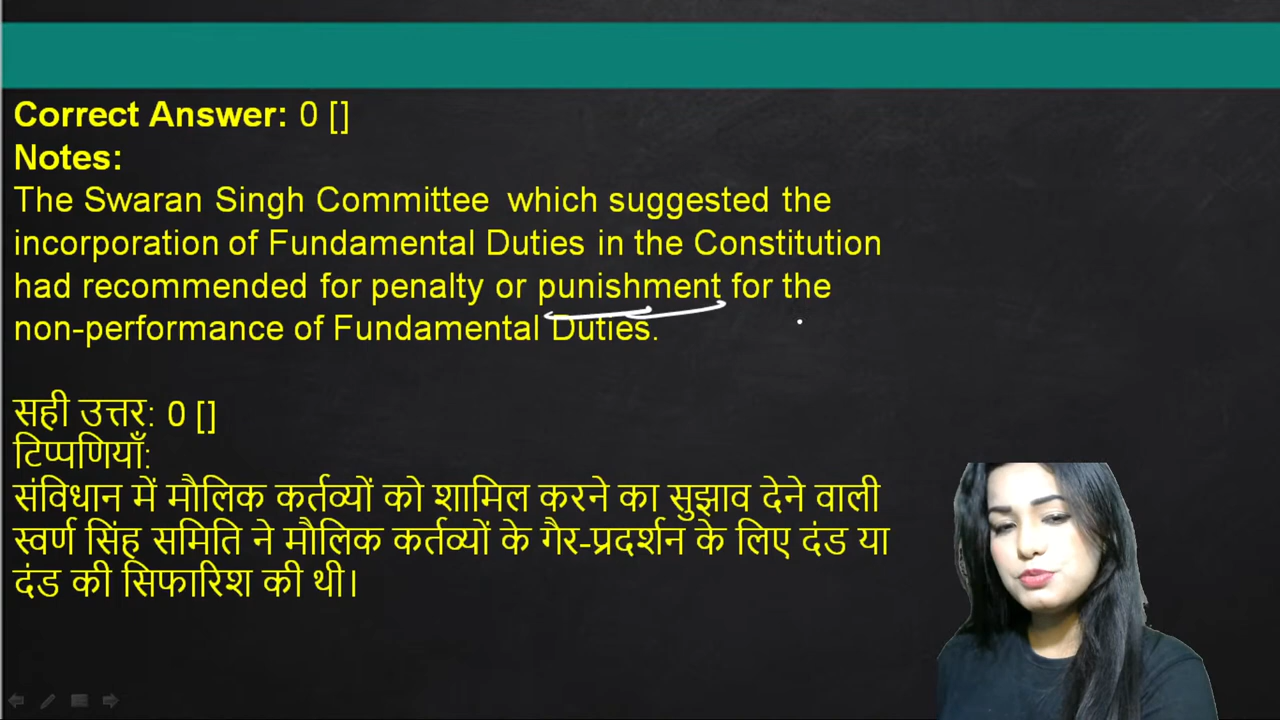 Correct Answer: 0 []
Notes:
The Swaran Singh Committee which suggested the
incorporation of Fundamental Duties in the Constitution
had recommended for penalty or punishment for the
non-performance of Fundamental Duties.
सही उत्तर: 0 []
टिप्पणियाँ:
संविधान में मौलिक कर्तव्यों को शामिल करने का सुझाव देने वाली
स्वर्ण सिंह समिति ने मौलिक कर्तव्यों के गैर-प्रदर्शन के लिए दंड या
दंड की सिफारिश की थी।